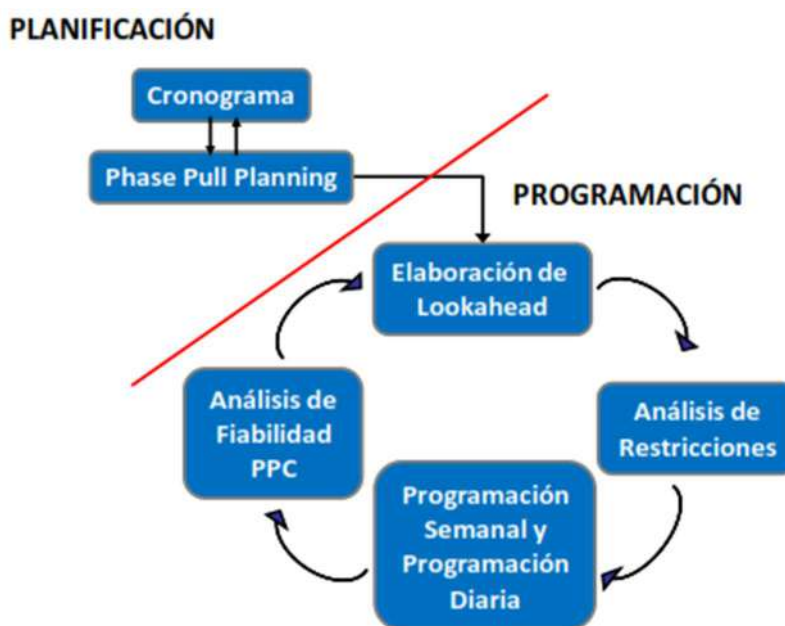 PLANIFICACIÓN
Cronograma
Phase Pull Planning
PROGRAMACIÓN
Elaboración de
Lookahead
Análisis de
Restricciones
Programación
Semanal y
Programación
Diaria
Análisis de
Fiabilidad
PPC